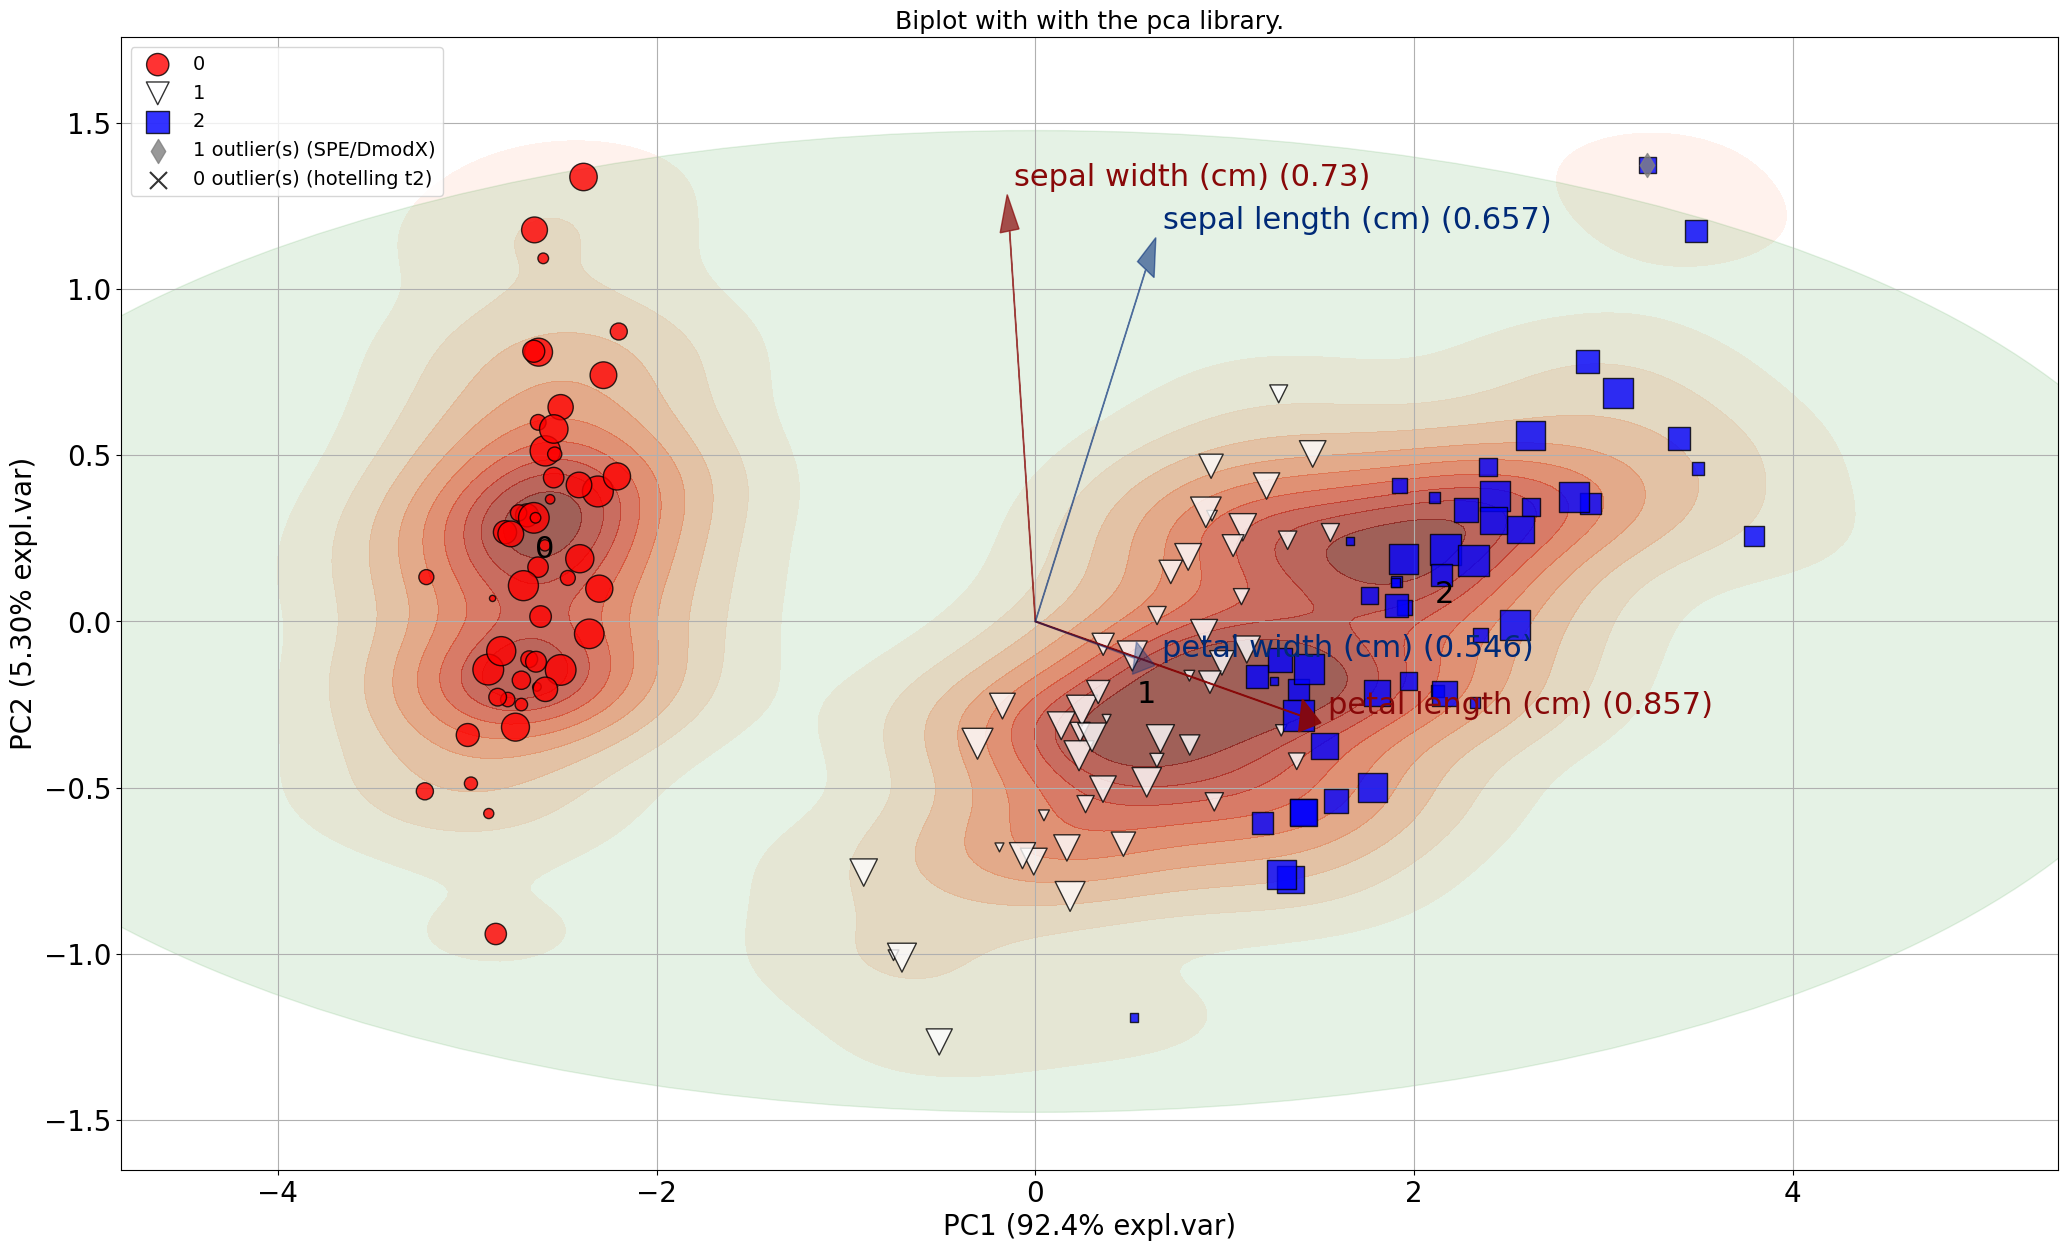 Biplot with with the pca library.
0
1
2
1 outlier(s) (SPE/DmodX)
0 outlier(s) (hotelling t2)
sepal width (cm) (0.73)
sepal length (cm) (0.657)
petal width (cm) (0.546)
petal length (cm) (0.857)
0
1
2
PC2 (5.30% expl.var)
1.5
1.0
0.5
0.0
−0.5
−1.0
−1.5
−4
−2
0
2
4
PC1 (92.4% expl.var)